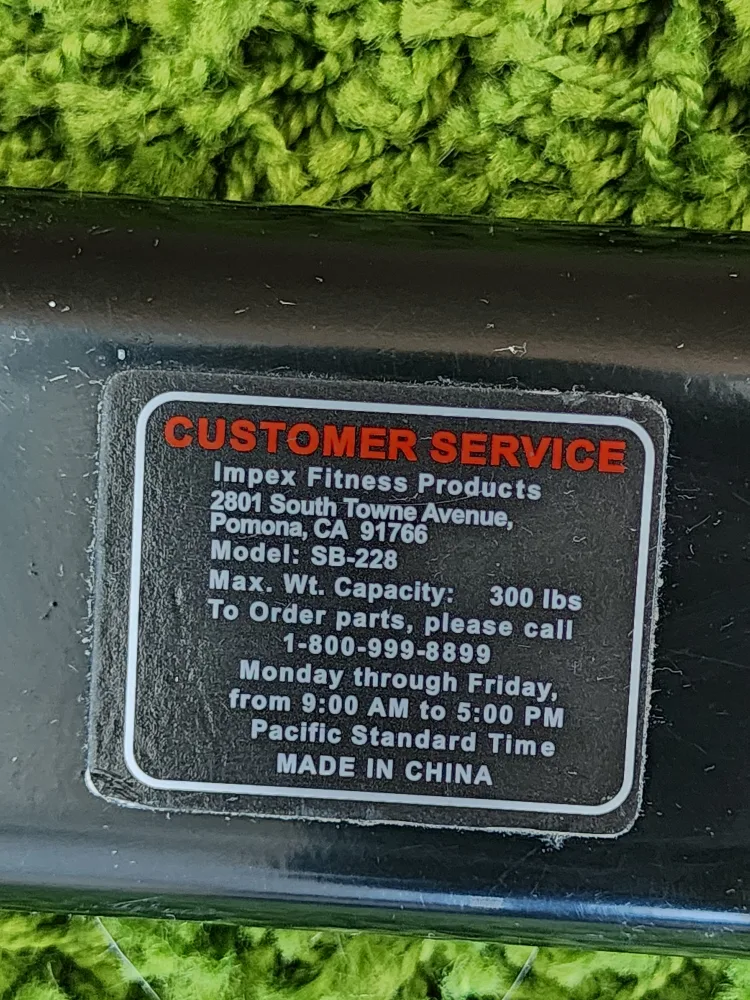 CUSTOMER SERVICE
Impex Fitness Products
2801 South Towne Avenue,
Pomona, CA 91766
Model: SB-228
Max. Wt. Capacity: 300 lbs
To Order parts, please call
1-800-999-8899
Monday through Friday,
from 9:00 AM to 5:00 PM
Pacific Standard Time
MADE IN CHINA